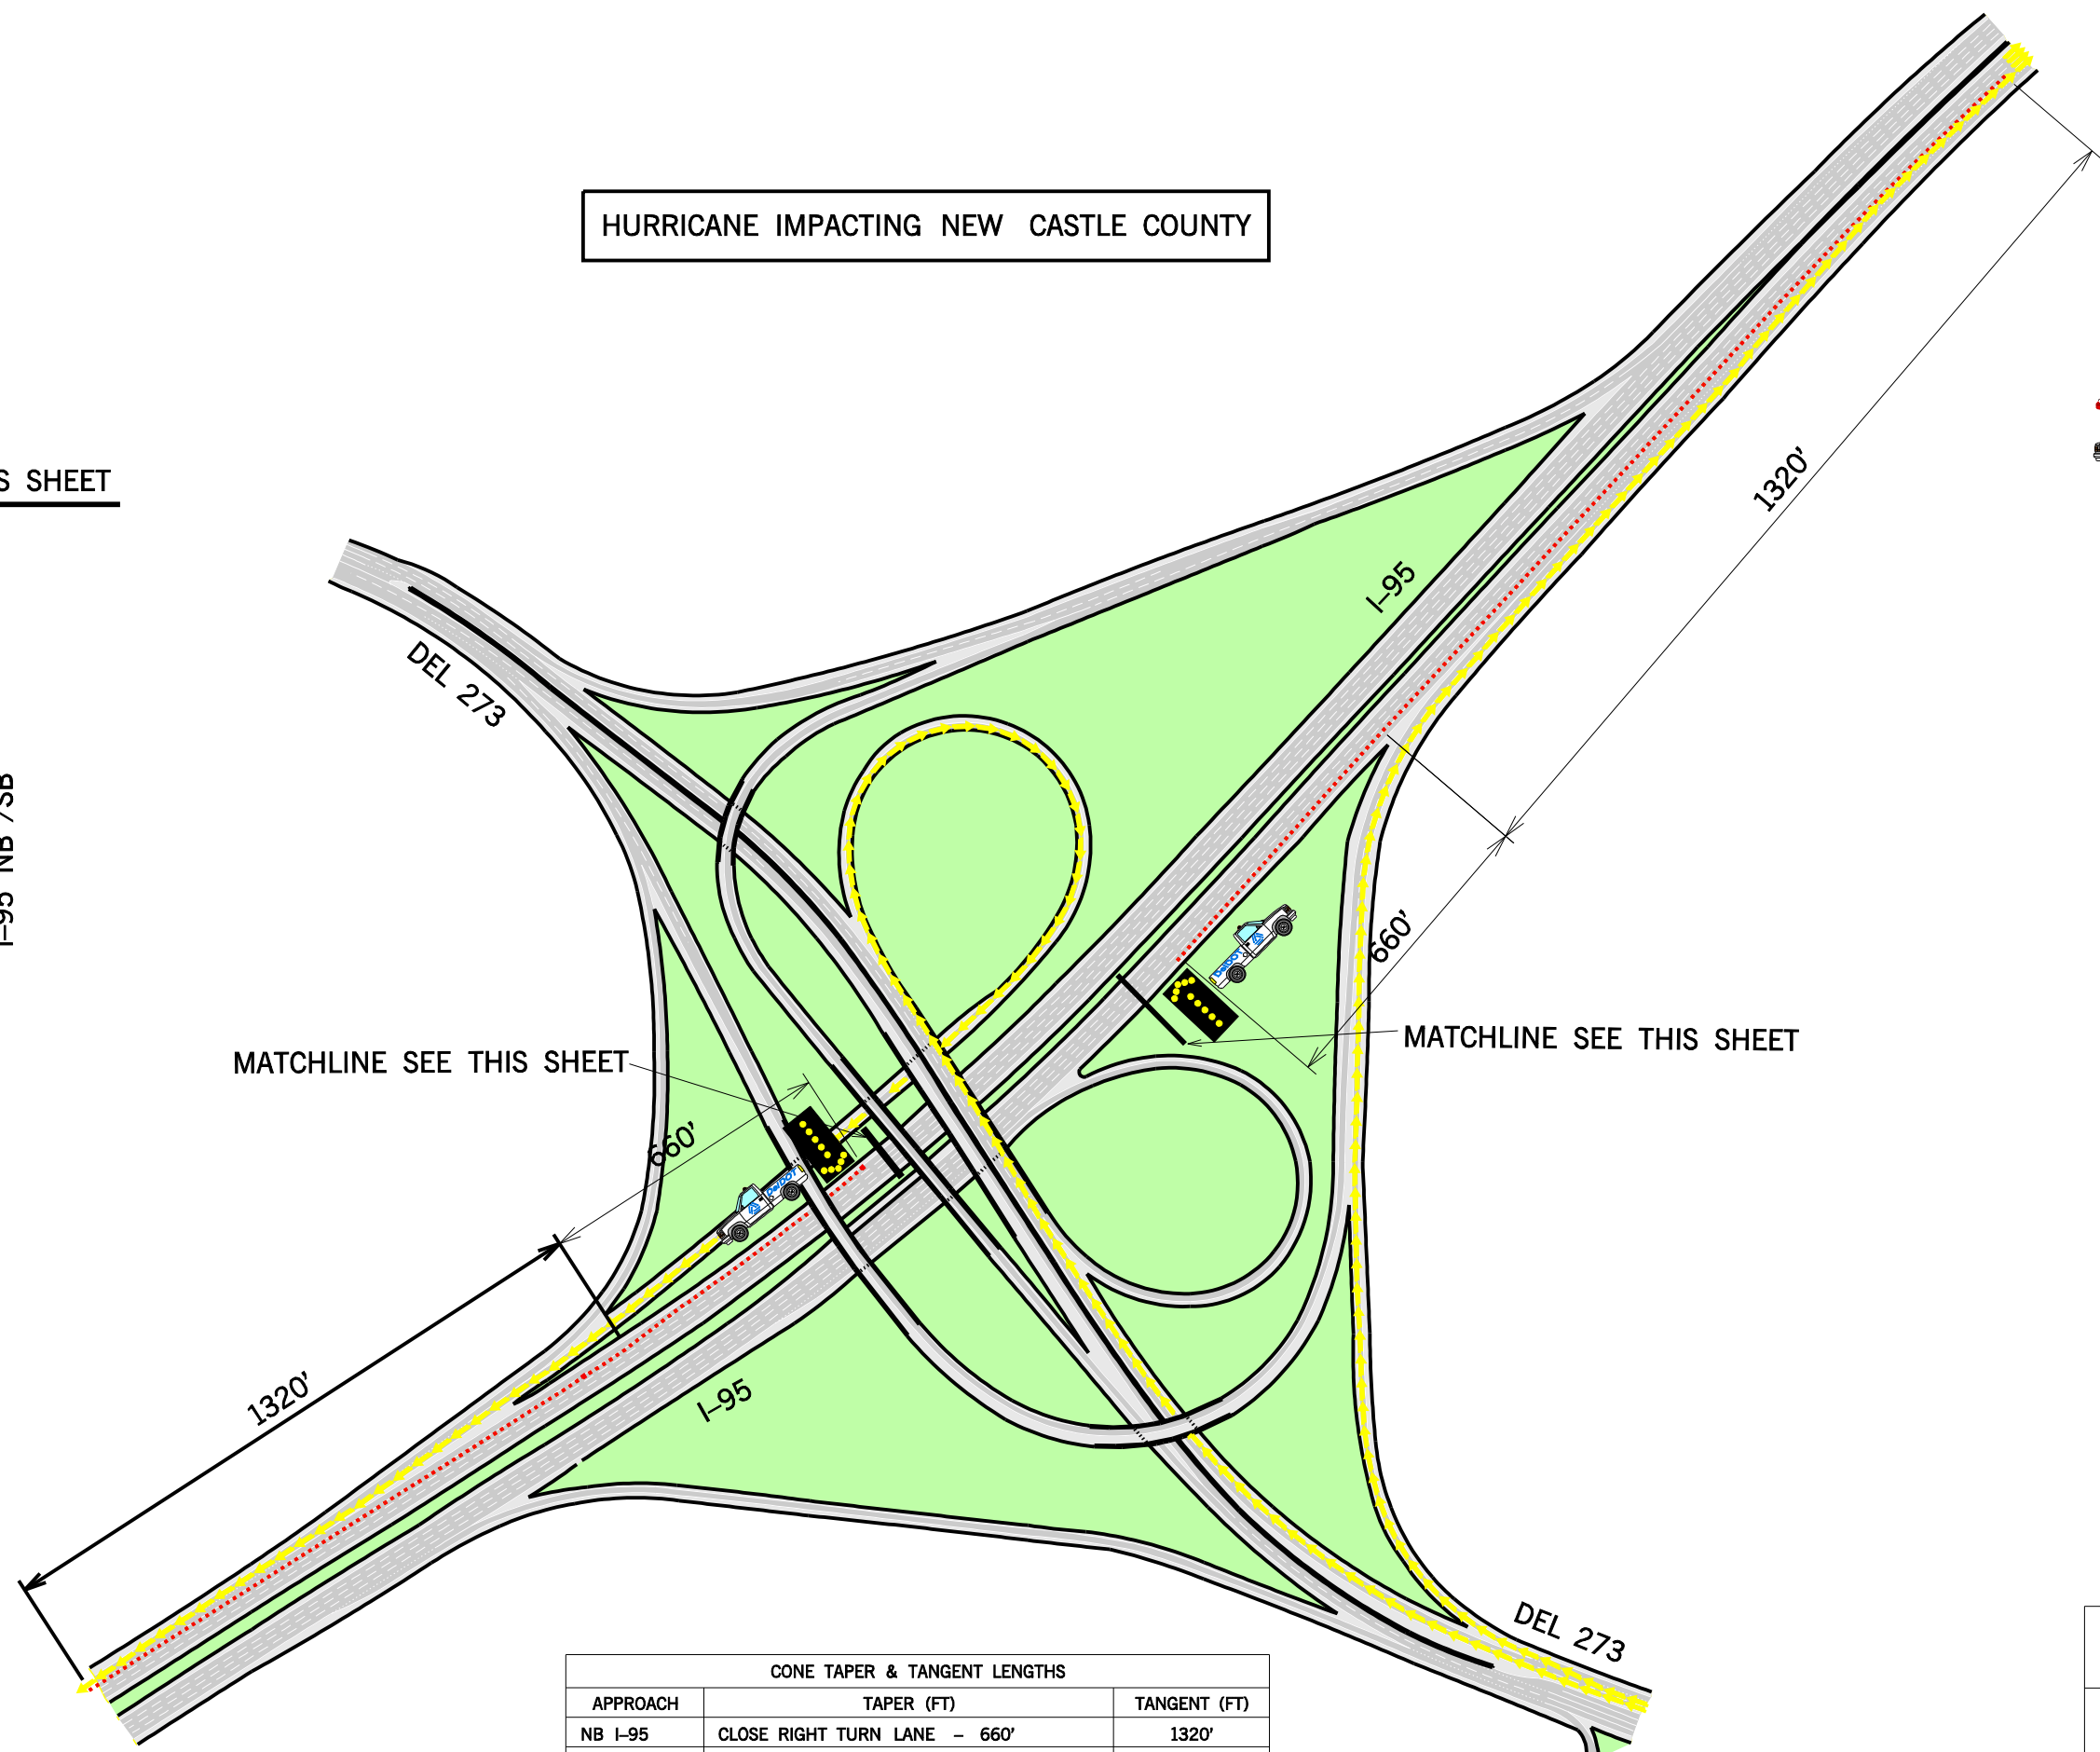 HURRICANE IMPACTING NEW CASTLE COUNTY
S SHEET
I-95 NB / SB
DEL 273
I-95
1320'
660'
MATCHLINE SEE THIS SHEET
MATCHLINE SEE THIS SHEET
660'
DelDOT
DelDOT
1320'
I-95
DEL 273
CONE TAPER & TANGENT LENGTHS
APPROACH TAPER (FT) TANGENT (FT)
NB I-95 CLOSE RIGHT TURN LANE - 660' 1320'